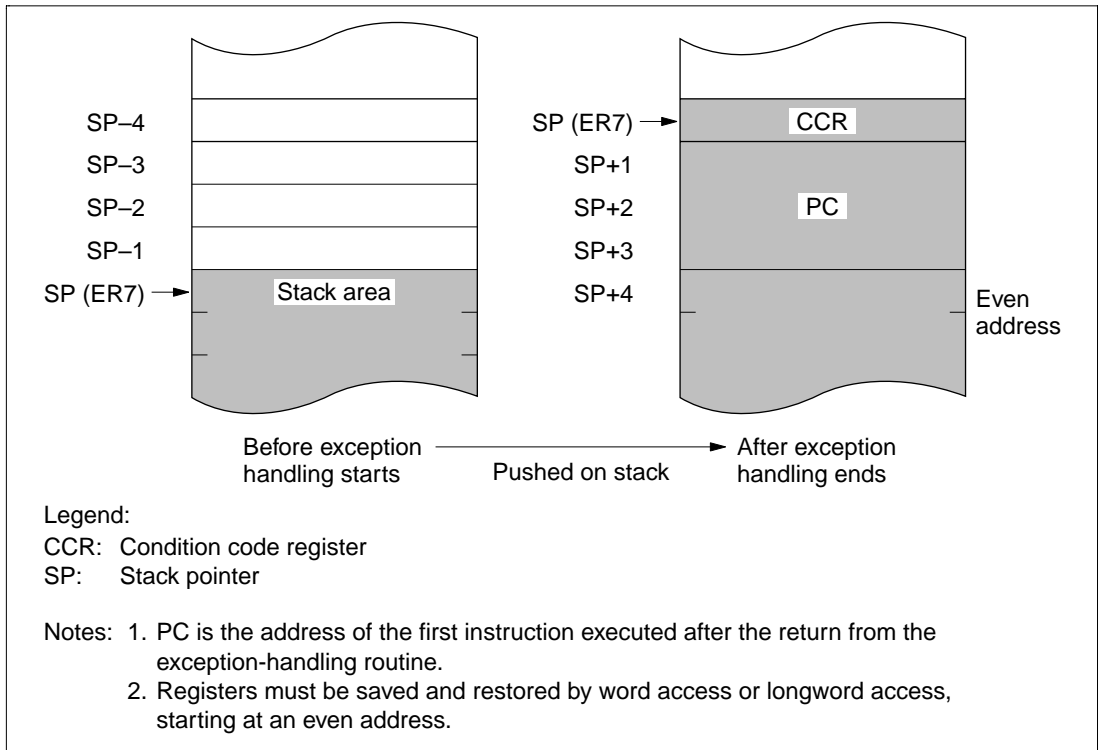 SP–4
SP–3
SP–2
SP–1
SP (ER7)
Stack area
SP (ER7)
SP+1
SP+2
SP+3
SP+4
CCR
PC
Even
address
Before exception
handling starts
Pushed on stack
After exception
handling ends
Legend:
CCR: Condition code register
SP: Stack pointer
Notes: 1. PC is the address of the first instruction executed after the return from the
exception-handling routine.
2. Registers must be saved and restored by word access or longword access,
starting at an even address.